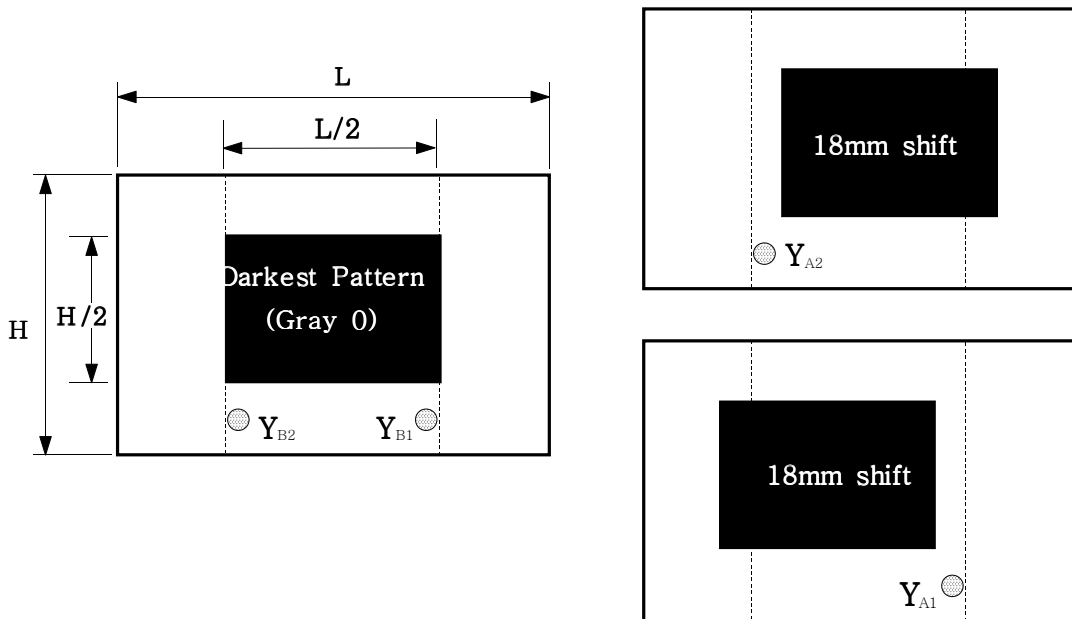 L
L/2
H
H/2
Darkest Pattern
(Gray 0)
YB2
YB1
18mm shift
YA2
18mm shift
YA1